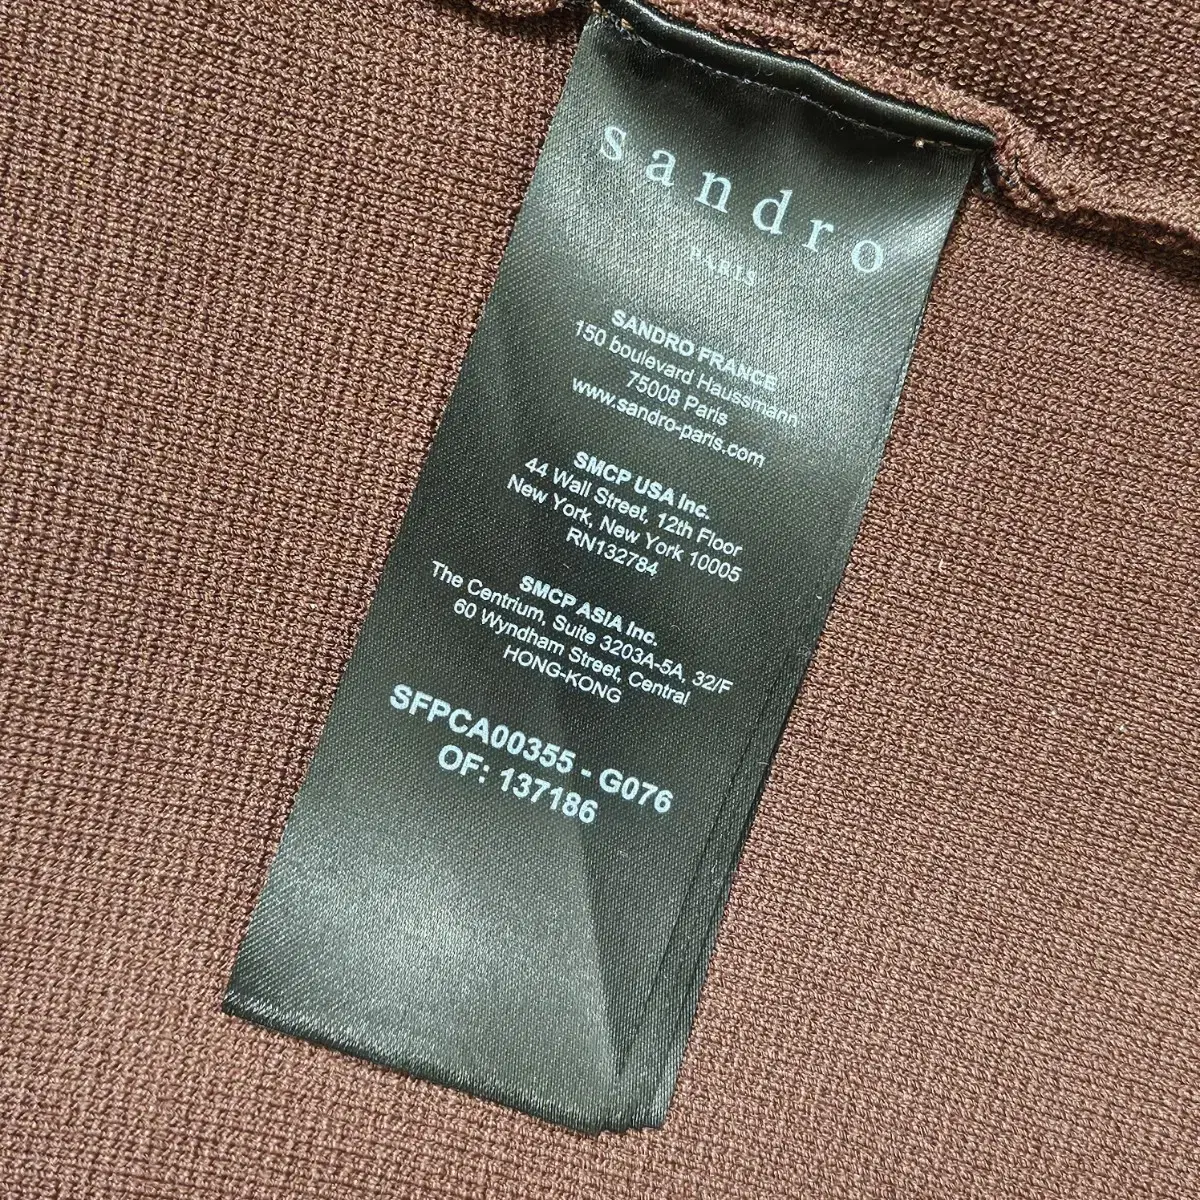 sandro
PARIS
SANDRO FRANCE
150 boulevard Haussmann
75008 Paris
www.sandro-paris.com
SMCP USA Inc.
44 Wall Street, 12th Floor
New York, New York 10005
RN132784
SMCP ASIA Inc.
The Centrium, Suite 3203A-5A, 32/F
60 Wyndham Street, Central
HONG-KONG
SFPCA00355 - G076
OF: 137186